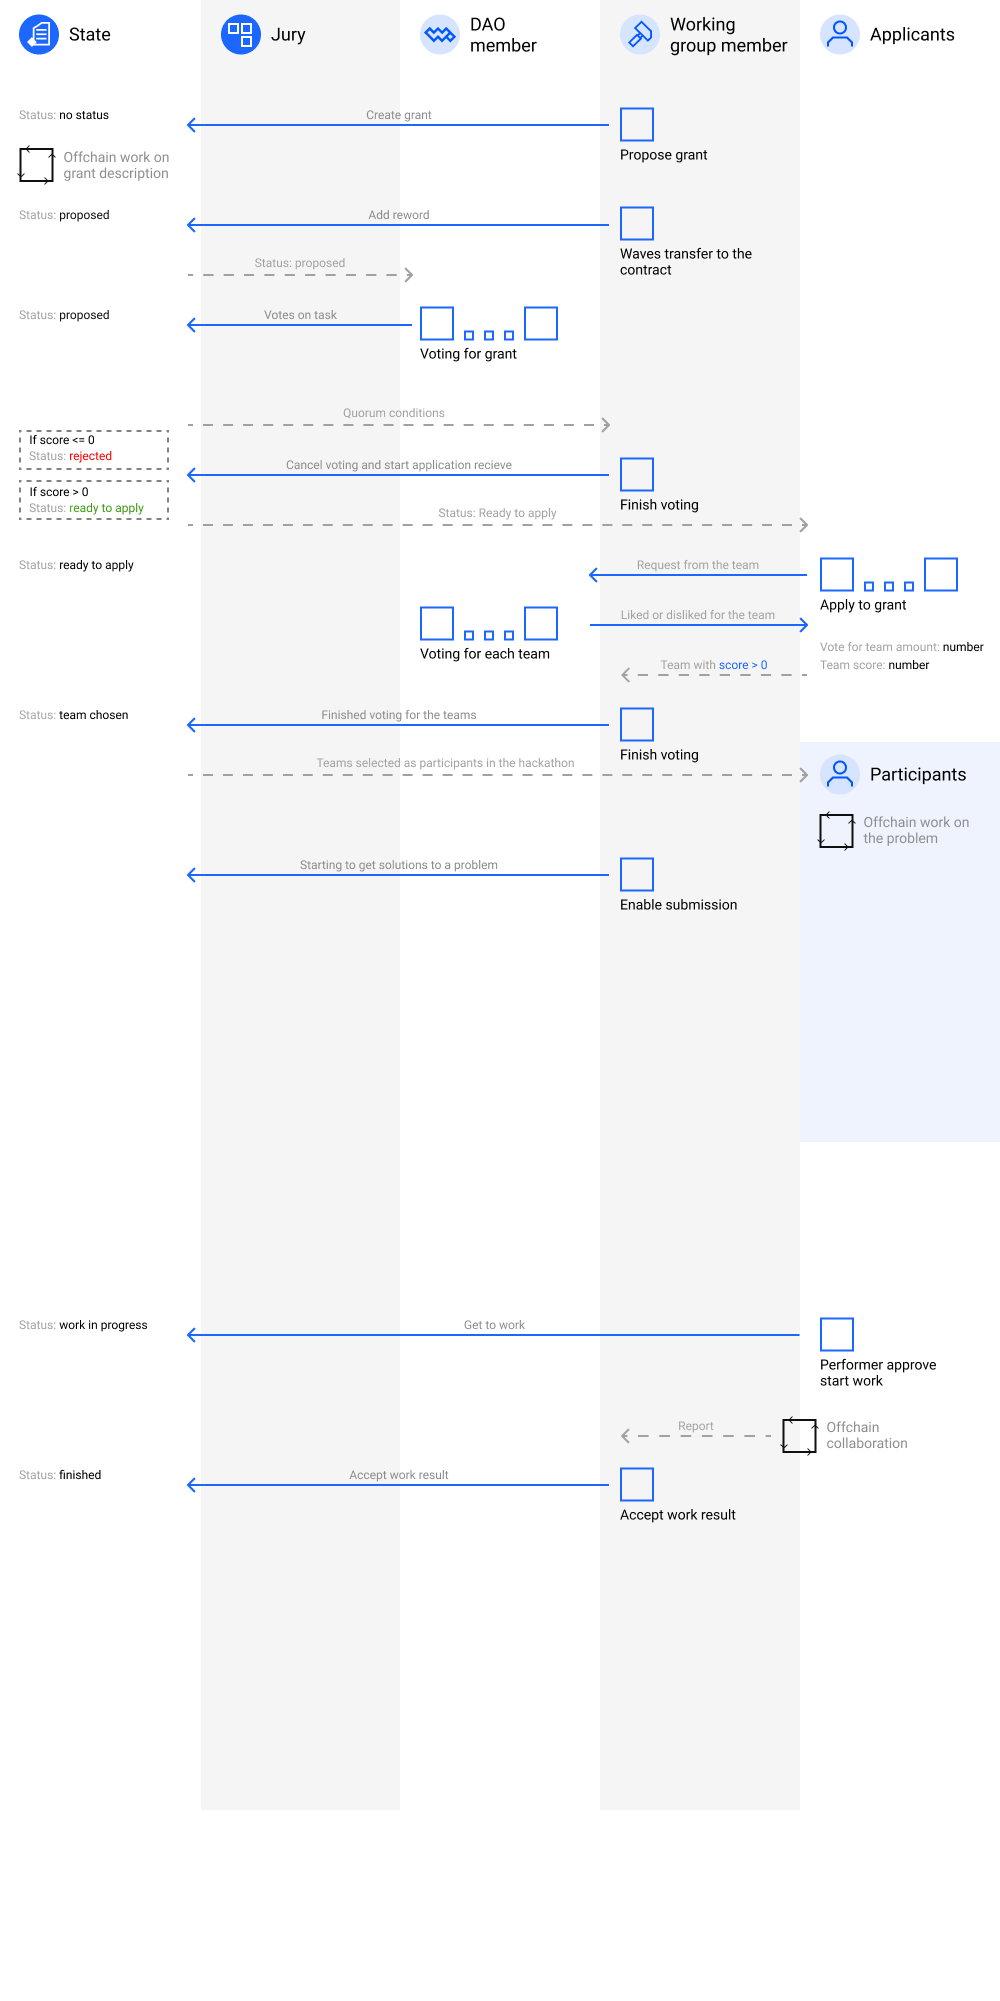 State
Jury
DAO
member
Working
group member
Applicants
Status: no status
Create grant
Propose grant
Offchain work on
grant description
Status: proposed
Add reword
Waves transfer to the
contract
Status: proposed
Status: proposed
Votes on task
Voting for grant
Quorum conditions
If score <= 0
Status: rejected
Cancel voting and start application recieve
Finish voting
If score > 0
Status: ready to apply
Status: Ready to apply
Status: ready to apply
Request from the team
Apply to grant
Liked or disliked for the team
Voting for each team
Vote for team amount: number
Team score: number
Team with score > 0
Status: team chosen
Finished voting for the teams
Finish voting
Teams selected as participants in the hackathon
Participants
Offchain work on
the problem
Starting to get solutions to a problem
Enable submission
Status: work in progress
Get to work
Performer approve
start work
Report
Offchain
collaboration
Status: finished
Accept work result
Accept work result